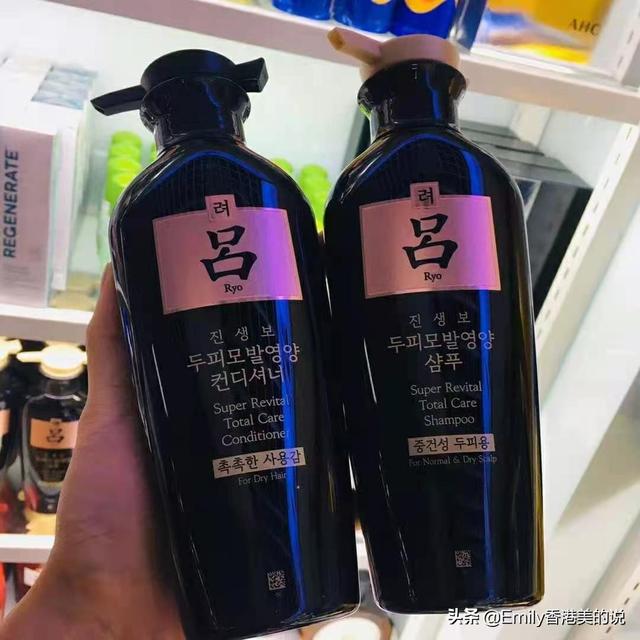 AHC
REGENERATE
려
呂
Ryo
진생보
두피모발영양
컨디셔너
Super Revital
Total Care
Conditioner
촉촉한 사용감
For Dry Hair
려
呂
Ryo
진생보
두피모발영양
샴푸
Super Revital
Total Care
Shampoo
중건성 두피용
For Normal & Dry Scalp
呂
头条 @Emily香港美的说